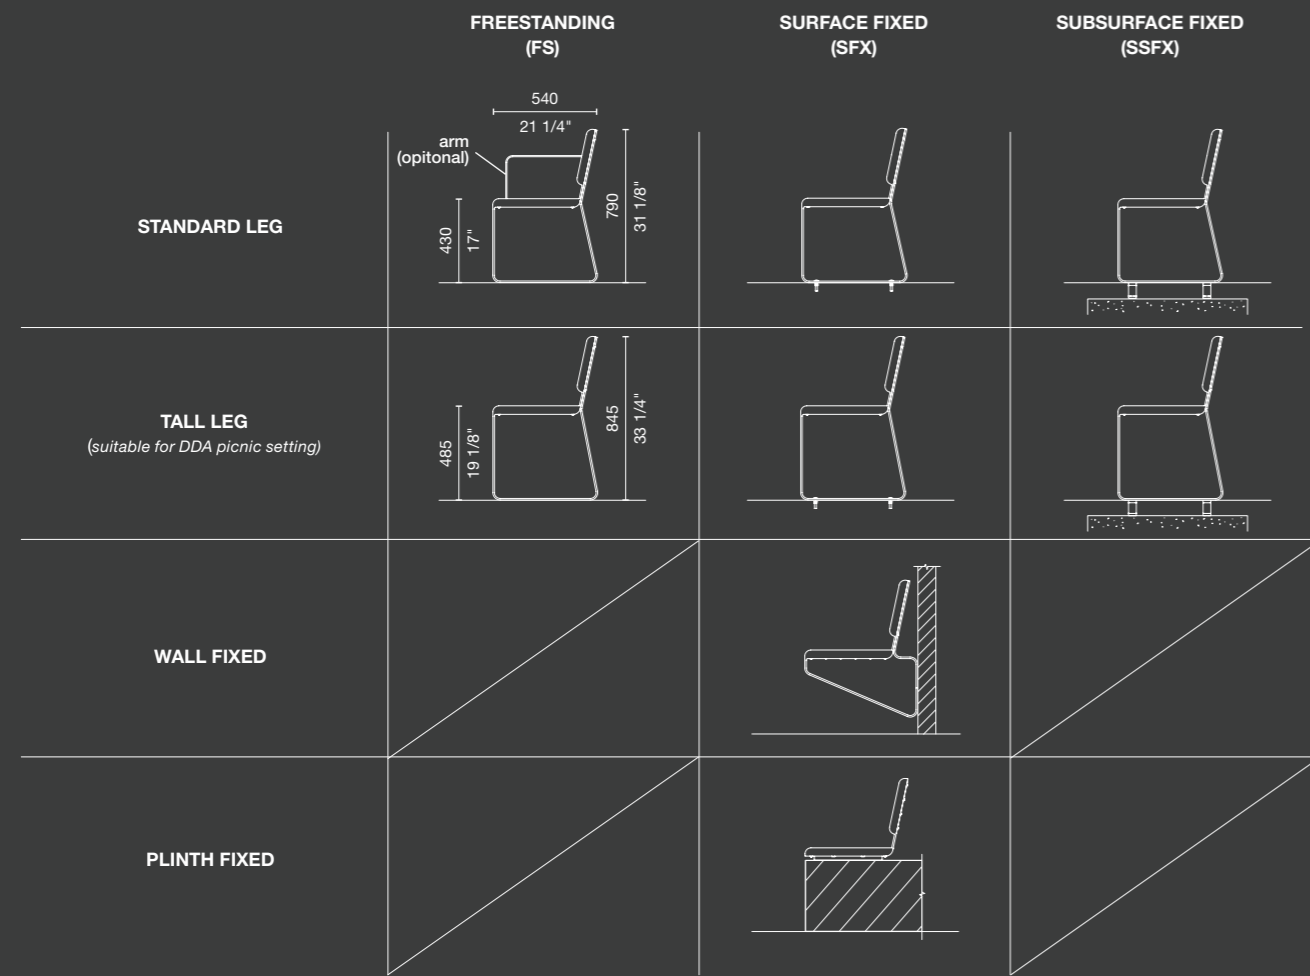 FREESTANDING
(FS)
SURFACE FIXED
(SFX)
SUBSURFACE FIXED
(SSFX)
STANDARD LEG
540
21 1/4"
arm
(opitonal)
430
17"
790
31 1/8"
TALL LEG
(suitable for DDA picnic setting)
485
19 1/8"
845
33 1/4"
WALL FIXED
PLINTH FIXED